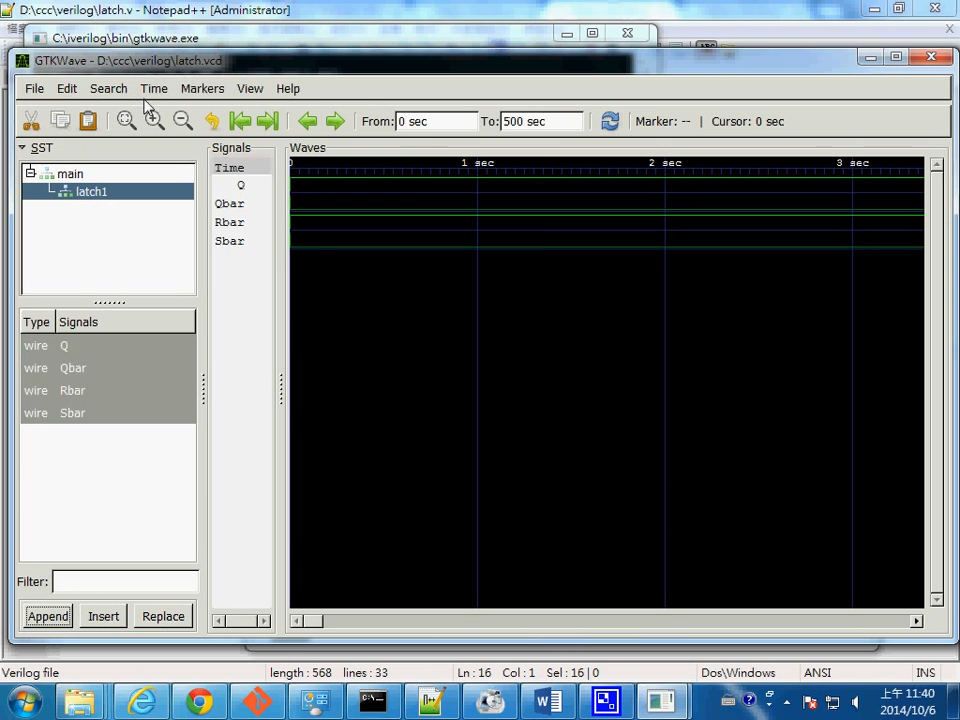 D:\ccc\verilog\latch.v - Notepad++ [Administrator]
C:\iverilog\bin\gtkwave.exe
GTKWave - D:\ccc\verilog\latch.vcd
File Edit Search Time Markers View Help
From: 0 sec To: 500 sec Marker: -- | Cursor: 0 sec
SST
main
latch1
Type Signals
wire Q
wire Qbar
wire Rbar
wire Sbar
Filter:
Append Insert Replace
Signals
Time
Q
Qbar
Rbar
Sbar
Waves
0 1 sec 2 sec 3 sec
Verilog file length : 568 lines : 33 Ln : 16 Col : 1 Sel : 16 | 0 Dos\Windows ANSI INS
上午 11:40
2014/10/6